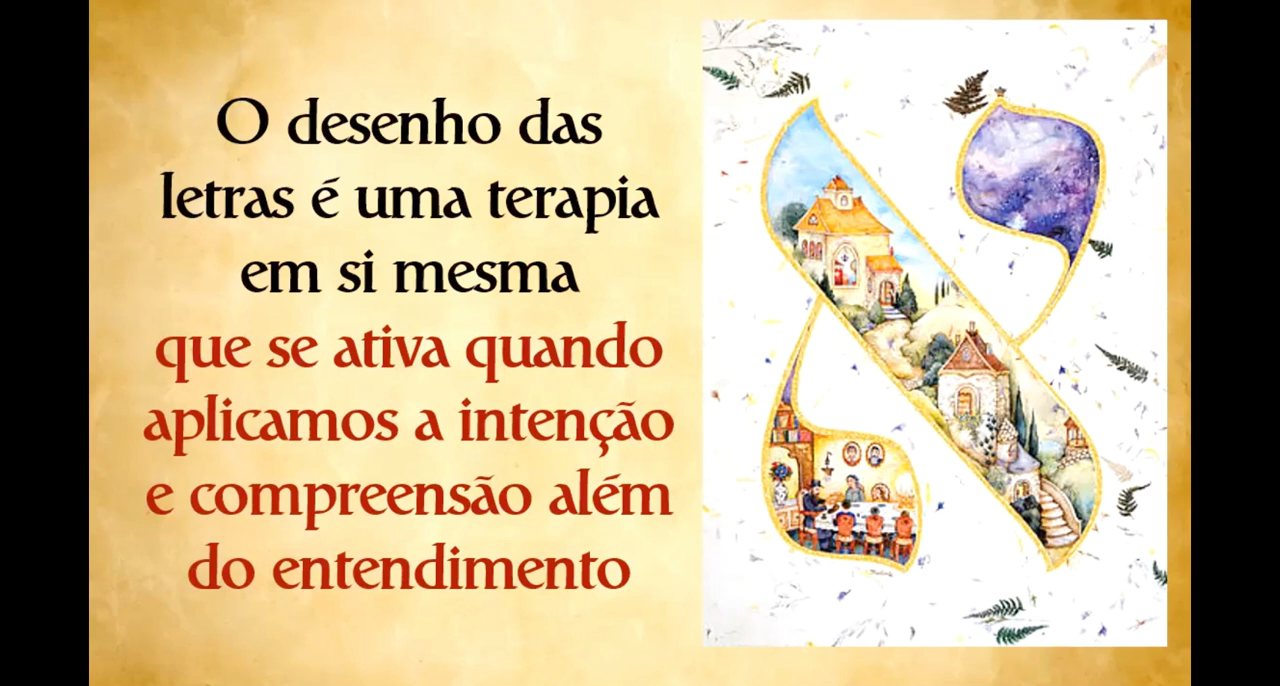 O desenho das
letras é uma terapia
em si mesma
que se ativa quando
aplicamos a intenção
e compreensão além
do entendimento
א